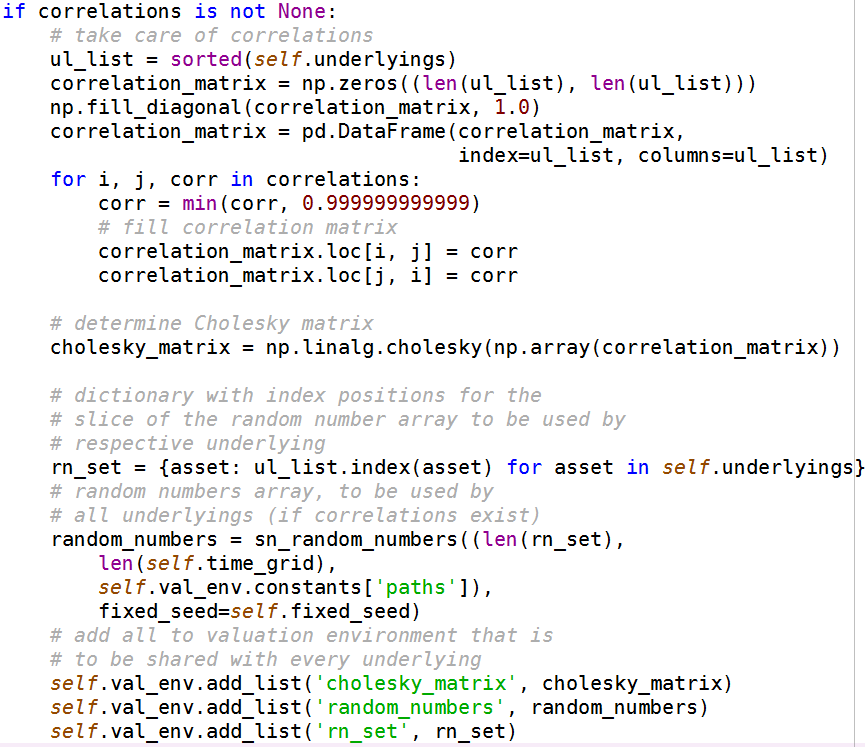 if correlations is not None:
    # take care of correlations
    ul_list = sorted(self.underlyings)
    correlation_matrix = np.zeros((len(ul_list), len(ul_list)))
    np.fill_diagonal(correlation_matrix, 1.0)
    correlation_matrix = pd.DataFrame(correlation_matrix,
                                      index=ul_list, columns=ul_list)
    for i, j, corr in correlations:
        corr = min(corr, 0.999999999999)
        # fill correlation matrix
        correlation_matrix.loc[i, j] = corr
        correlation_matrix.loc[j, i] = corr

    # determine Cholesky matrix
    cholesky_matrix = np.linalg.cholesky(np.array(correlation_matrix))

    # dictionary with index positions for the
    # slice of the random number array to be used by
    # respective underlying
    rn_set = {asset: ul_list.index(asset) for asset in self.underlyings}
    # random numbers array, to be used by
    # all underlyings (if correlations exist)
    random_numbers = sn_random_numbers((len(rn_set),
        len(self.time_grid),
        self.val_env.constants['paths']),
        fixed_seed=self.fixed_seed)
    # add all to valuation environment that is
    # to be shared with every underlying
    self.val_env.add_list('cholesky_matrix', cholesky_matrix)
    self.val_env.add_list('random_numbers', random_numbers)
    self.val_env.add_list('rn_set', rn_set)